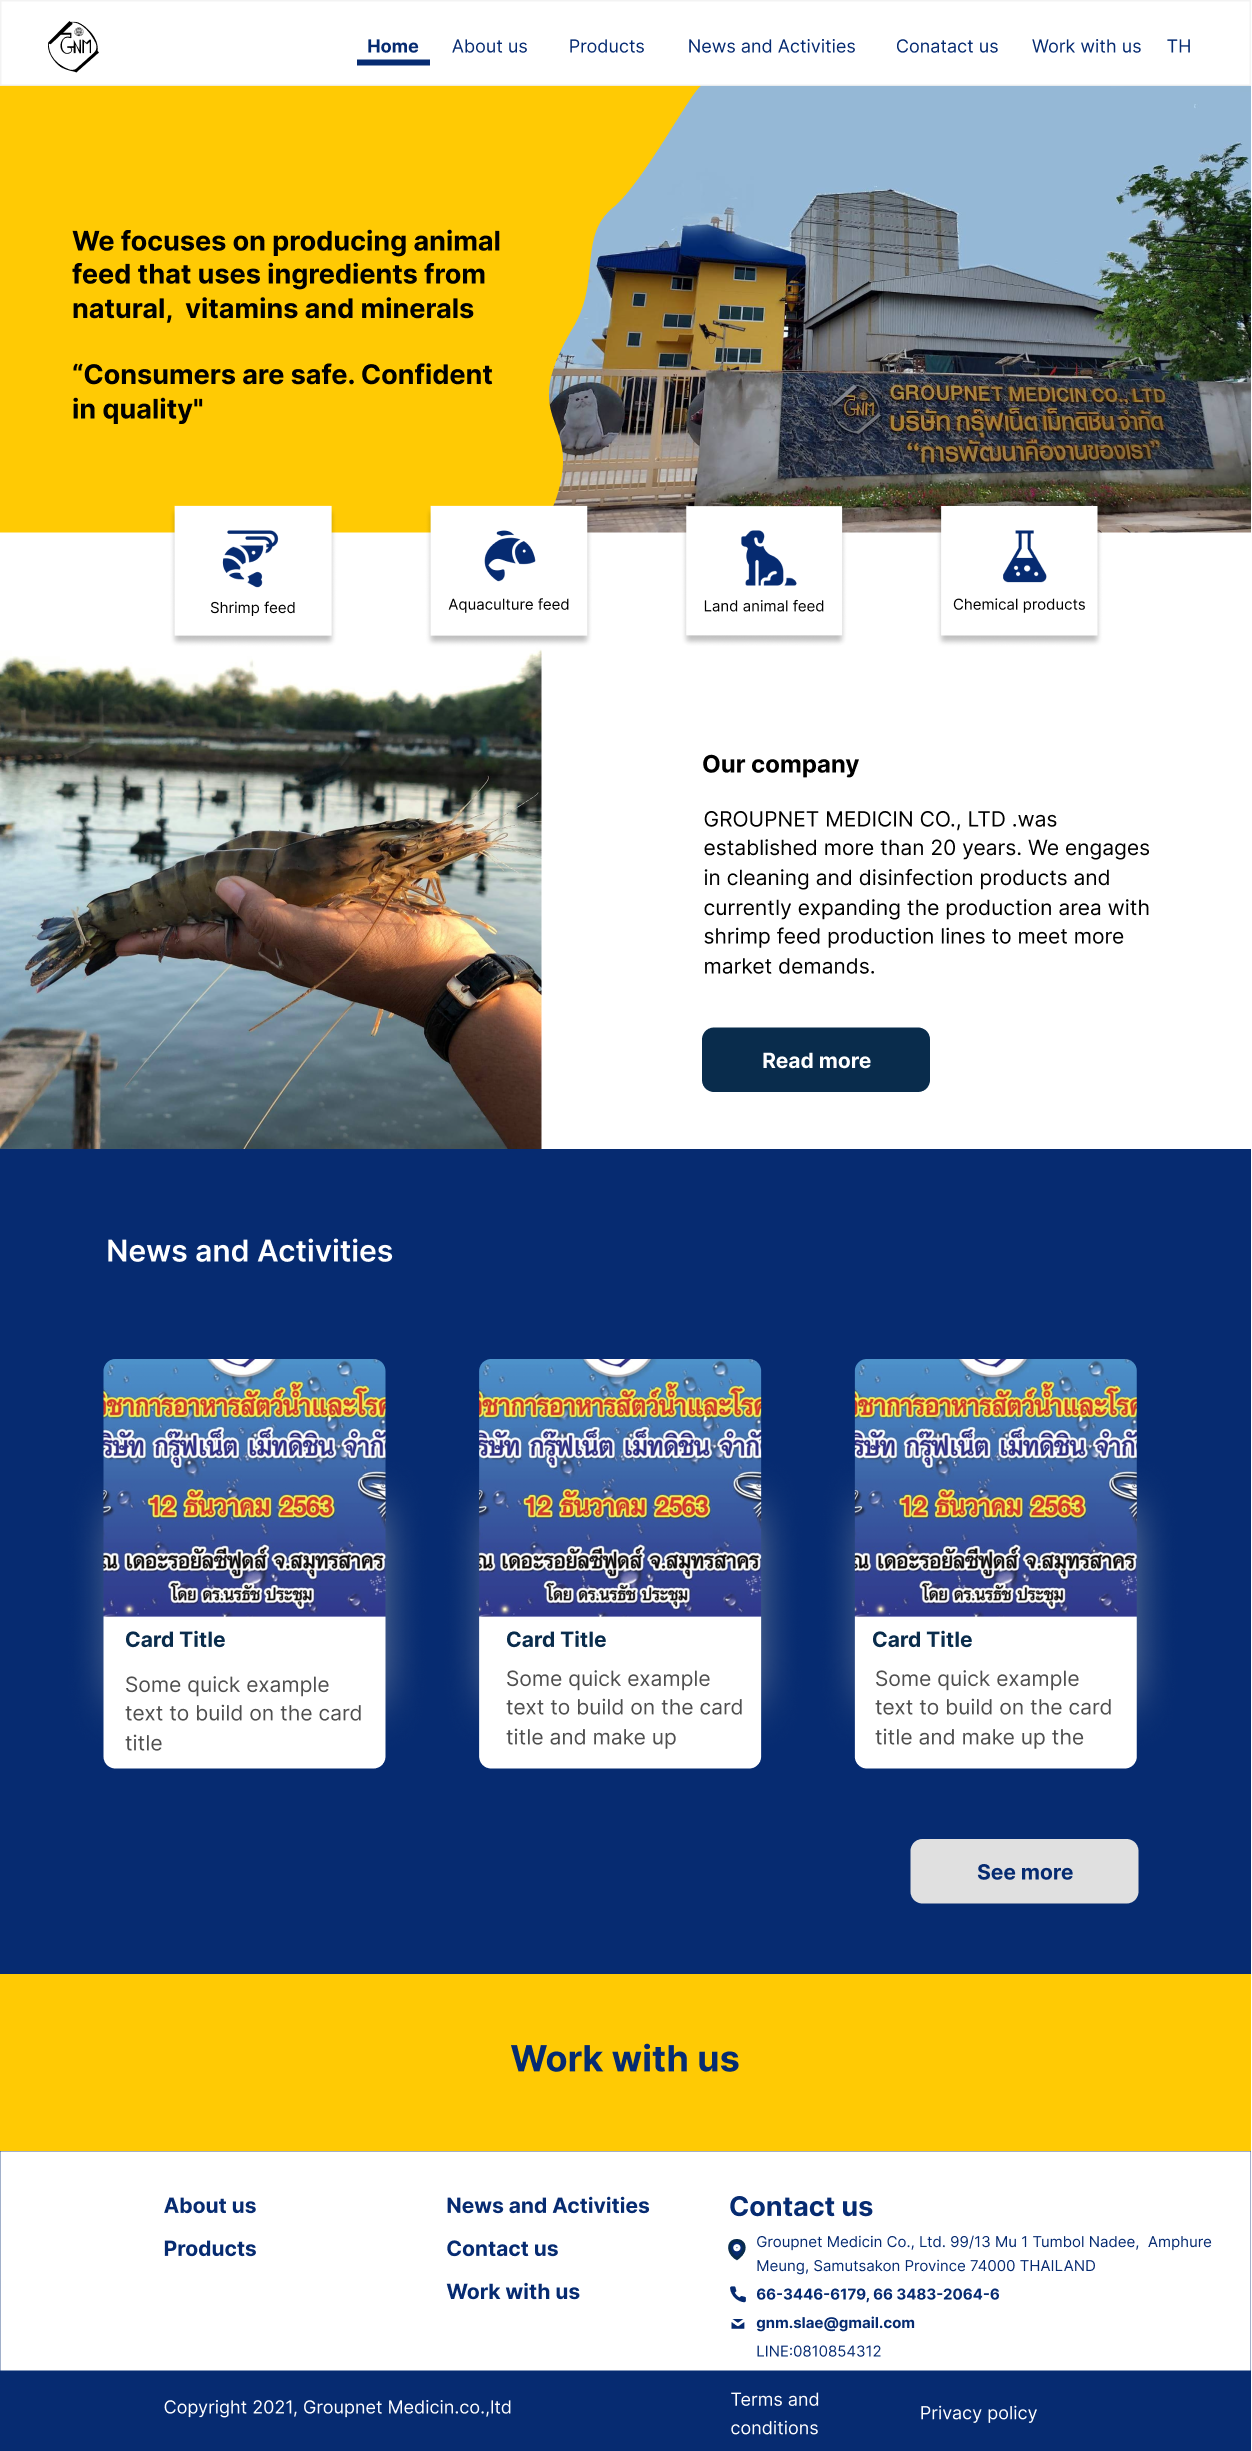 GNM
Home About us Products News and Activities Conatact us Work with us TH
We focuses on producing animal
feed that uses ingredients from
natural, vitamins and minerals
“Consumers are safe. Confident
in quality"
GNM
GROUPNET MEDICIN CO., LTD
บริษัท กรุ๊ฟเน็ต เม็ทดิซิน จำกัด
“การพัฒนาคืองานของเรา”
Shrimp feed
Aquaculture feed
Land animal feed
Chemical products
Our company
GROUPNET MEDICIN CO., LTD .was
established more than 20 years. We engages
in cleaning and disinfection products and
currently expanding the production area with
shrimp feed production lines to meet more
market demands.
Read more
News and Activities
วิชาการอาหารสัตว์น้ำและโรค
ริษัท กรุ๊ฟเน็ต เม็ทดิซิน จำกั
12 ธันวาคม 2563
ณ เดอะรอยัลซีฟูดส์ จ.สมุทรสาคร
โดย ดร.นรธัช ประชุม
Card Title
Some quick example
text to build on the card
title
วิชาการอาหารสัตว์น้ำและโรค
ริษัท กรุ๊ฟเน็ต เม็ทดิซิน จำกั
12 ธันวาคม 2563
ณ เดอะรอยัลซีฟูดส์ จ.สมุทรสาคร
โดย ดร.นรธัช ประชุม
Card Title
Some quick example
text to build on the card
title and make up
วิชาการอาหารสัตว์น้ำและโรค
ริษัท กรุ๊ฟเน็ต เม็ทดิซิน จำกั
12 ธันวาคม 2563
ณ เดอะรอยัลซีฟูดส์ จ.สมุทรสาคร
โดย ดร.นรธัช ประชุม
Card Title
Some quick example
text to build on the card
title and make up the
See more
Work with us
About us
Products
News and Activities
Contact us
Work with us
Contact us
Groupnet Medicin Co., Ltd. 99/13 Mu 1 Tumbol Nadee, Amphure
Meung, Samutsakon Province 74000 THAILAND
66-3446-6179, 66 3483-2064-6
gnm.slae@gmail.com
LINE:0810854312
Copyright 2021, Groupnet Medicin.co.,ltd
Terms and
conditions
Privacy policy